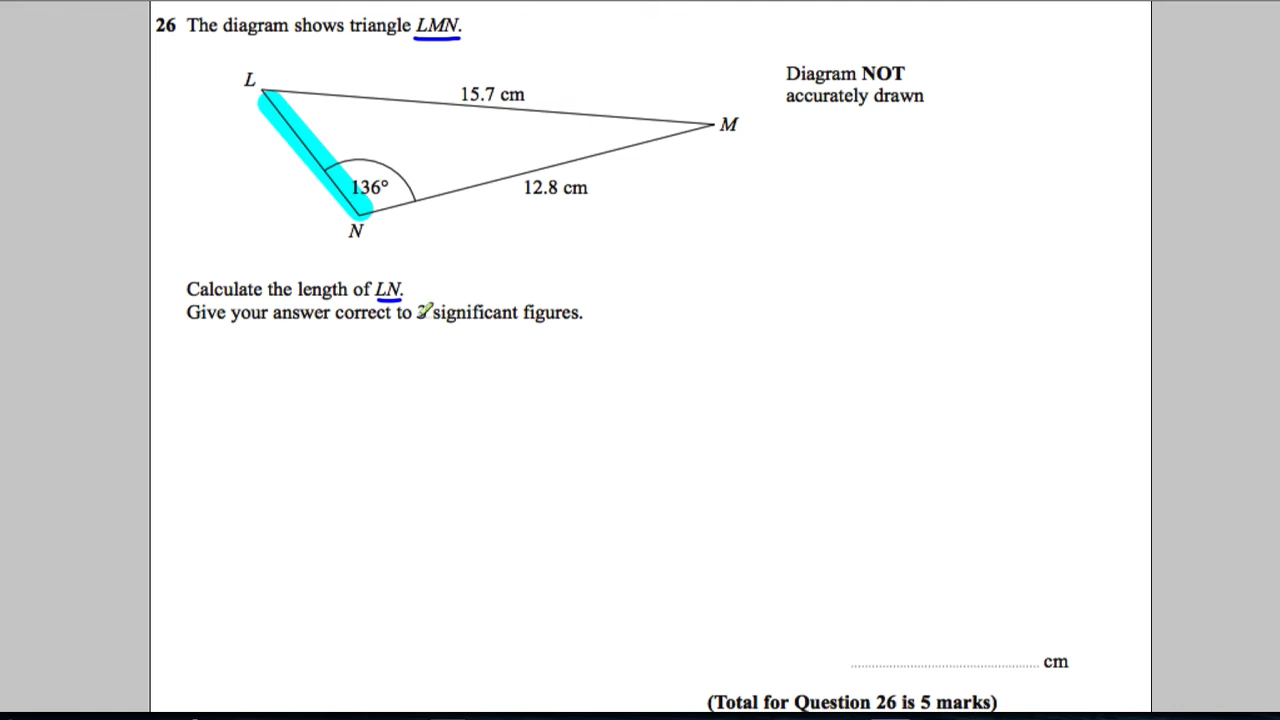 26 The diagram shows triangle LMN.
L
15.7 cm
Diagram NOT
accurately drawn
M
136°
12.8 cm
N
Calculate the length of LN.
Give your answer correct to 3 significant figures.
cm
(Total for Question 26 is 5 marks)